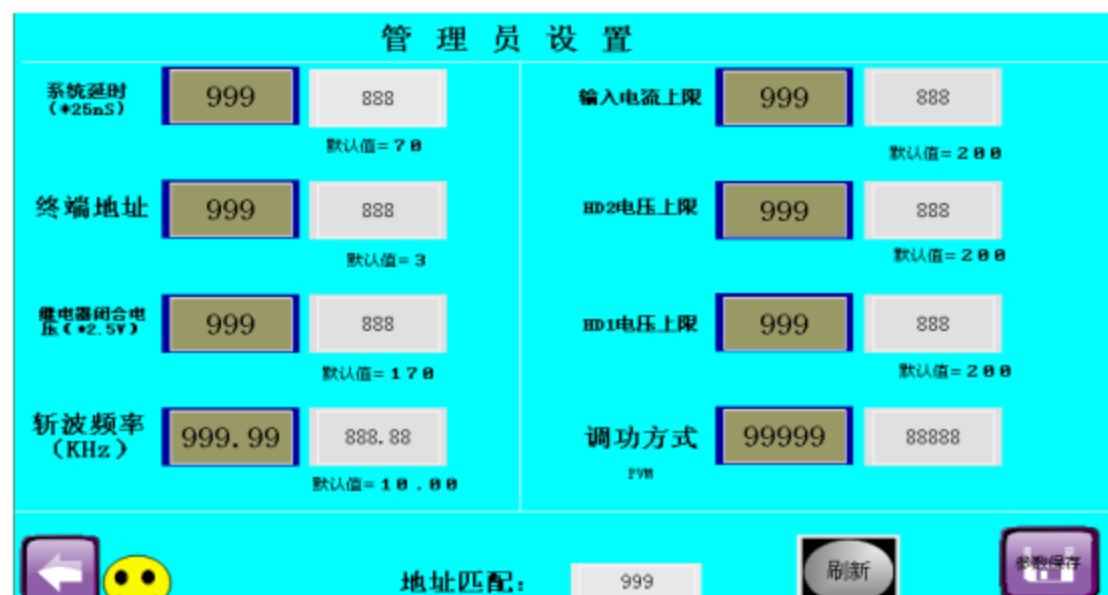 管理员设置
系统延时
(*25nS)
999
888
默认值=70
输入电流上限
999
888
默认值=200
终端地址
999
888
默认值=3
HD2电压上限
999
888
默认值=200
继电器闭合电
压(*2.5V)
999
888
默认值=170
HD1电压上限
999
888
默认值=200
斩波频率
(KHz)
999.99
888.88
默认值=10.00
调功方式
PVM
99999
88888
地址匹配:
999
刷新
参数保存